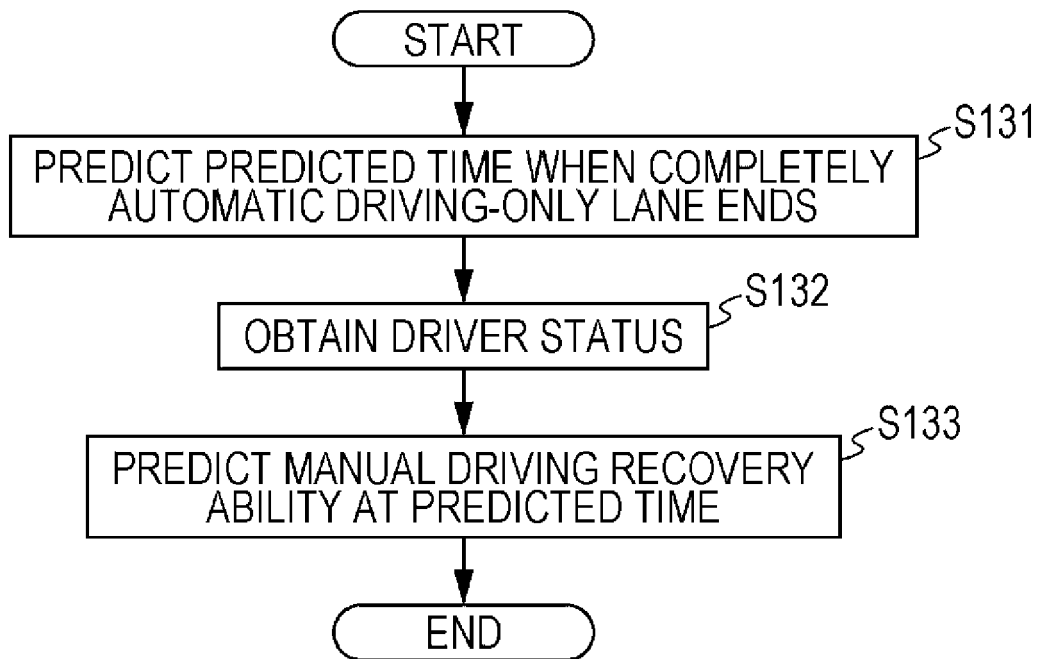 START
S131
PREDICT PREDICTED TIME WHEN COMPLETELY
AUTOMATIC DRIVING-ONLY LANE ENDS
S132
OBTAIN DRIVER STATUS
S133
PREDICT MANUAL DRIVING RECOVERY
ABILITY AT PREDICTED TIME
END